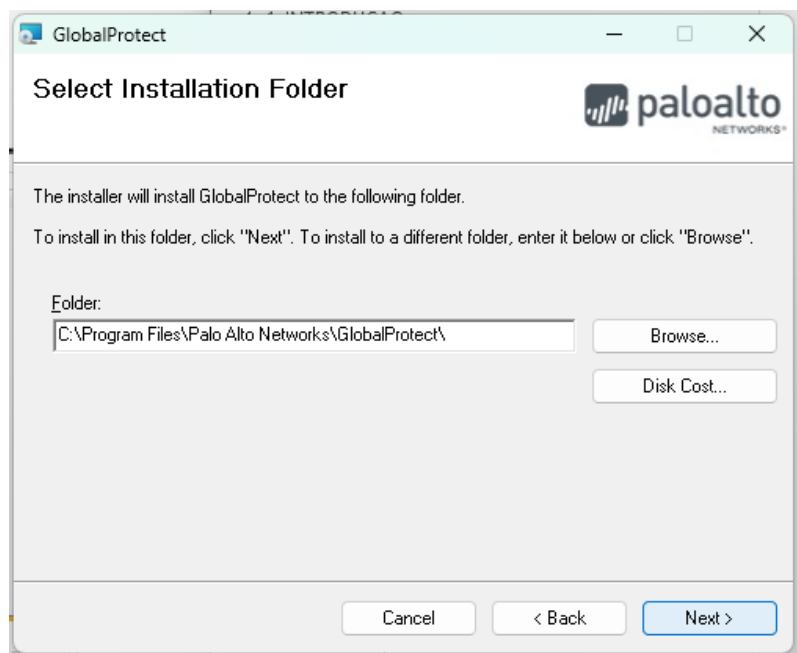 GlobalProtect
Select Installation Folder
paloalto
NETWORKS®
The installer will install GlobalProtect to the following folder.
To install in this folder, click "Next". To install to a different folder, enter it below or click "Browse".
Folder:
C:\Program Files\Palo Alto Networks\GlobalProtect\
Browse...
Disk Cost...
Cancel
< Back
Next >